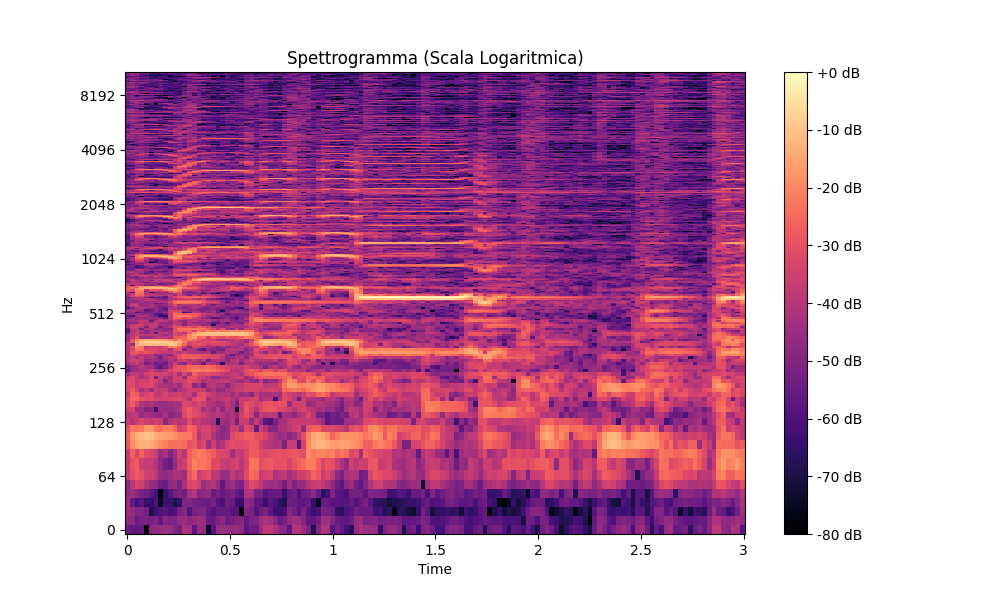 Spettrogramma (Scala Logaritmica)
8192
4096
2048
1024
512
256
128
64
0
Hz
0
0.5
1
1.5
2
2.5
3
Time
+0 dB
-10 dB
-20 dB
-30 dB
-40 dB
-50 dB
-60 dB
-70 dB
-80 dB